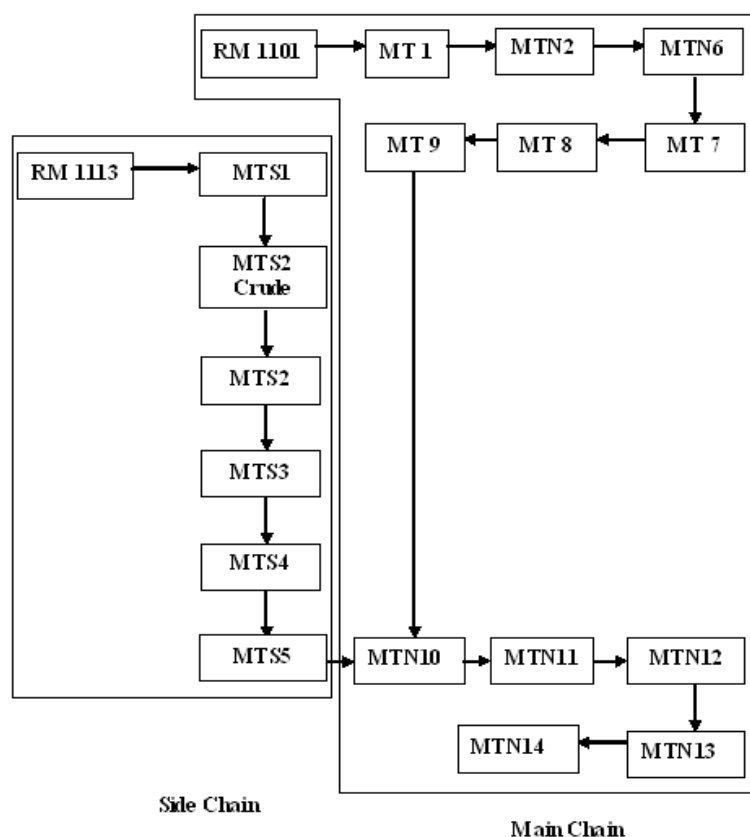 RM 1101
MT 1
MTN2
MTN6
MT 9
MT 8
MT 7
RM 1113
MTS1
MTS2
Crude
MTS2
MTS3
MTS4
MTS5
MTN10
MTN11
MTN12
MTN14
MTN13
Side Chain
Main Chain